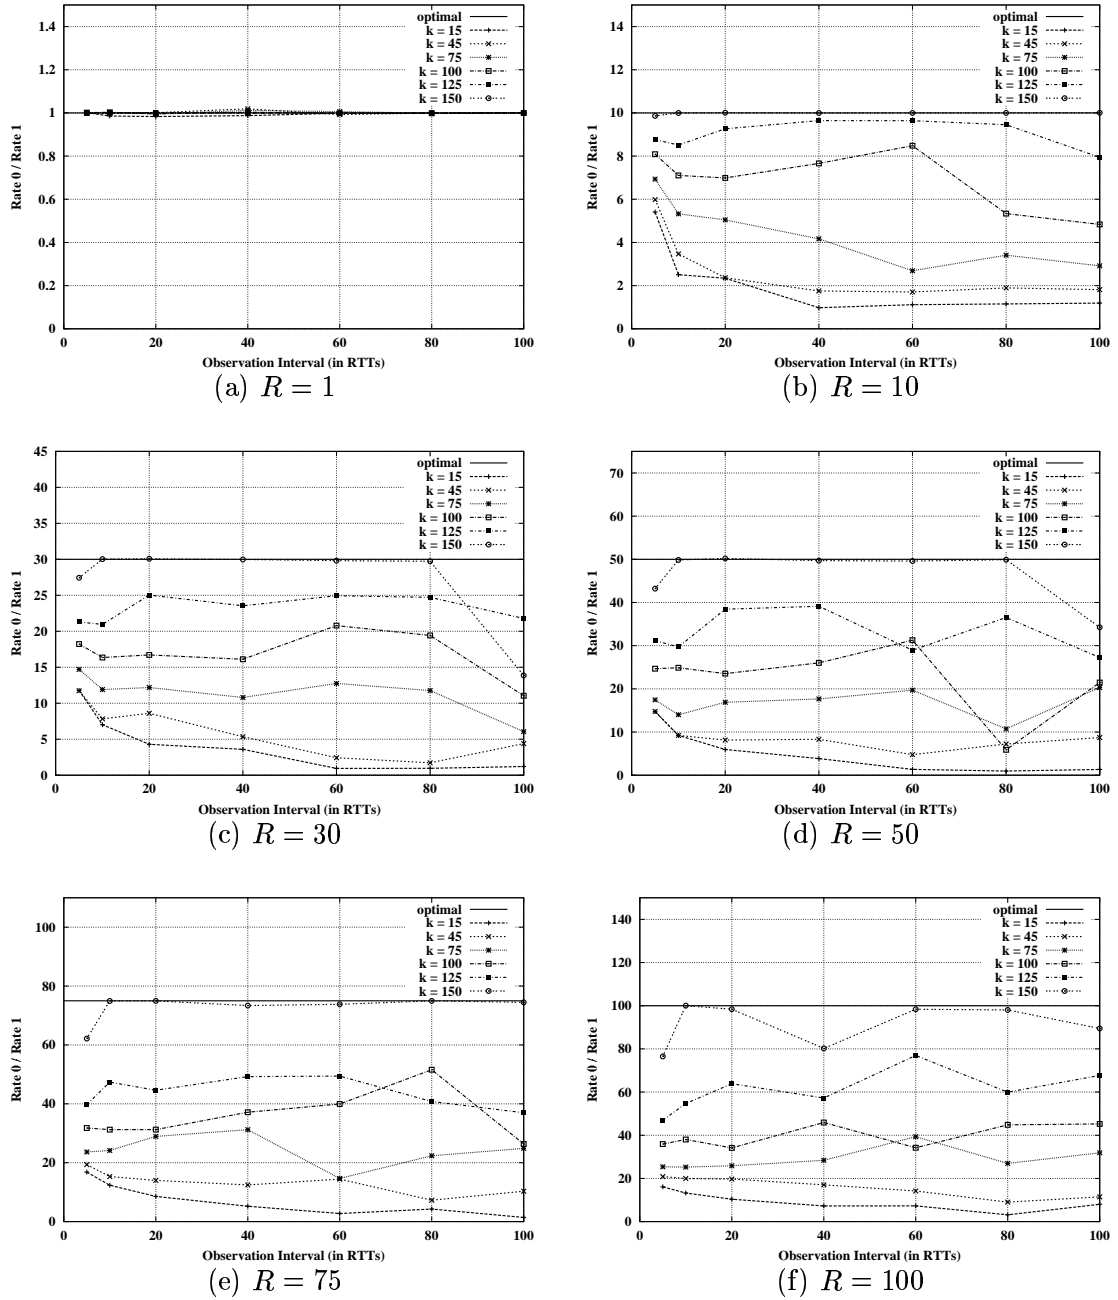 1.4
1.2
1
0.8
0.6
0.4
0.2
0
Rate 0 / Rate 1
optimal
k = 15
k = 45
k = 75
k = 100
k = 125
k = 150
0 20 40 60 80 100
Observation Interval (in RTTs)
(a) R = 1
14
12
10
8
6
4
2
0
Rate 0 / Rate 1
optimal
k = 15
k = 45
k = 75
k = 100
k = 125
k = 150
0 20 40 60 80 100
Observation Interval (in RTTs)
(b) R = 10
45
40
35
30
25
20
15
10
5
0
Rate 0 / Rate 1
optimal
k = 15
k = 45
k = 75
k = 100
k = 125
k = 150
0 20 40 60 80 100
Observation Interval (in RTTs)
(c) R = 30
70
60
50
40
30
20
10
0
Rate 0 / Rate 1
optimal
k = 15
k = 45
k = 75
k = 100
k = 125
k = 150
0 20 40 60 80 100
Observation Interval (in RTTs)
(d) R = 50
100
80
60
40
20
0
Rate 0 / Rate 1
optimal
k = 15
k = 45
k = 75
k = 100
k = 125
k = 150
0 20 40 60 80 100
Observation Interval (in RTTs)
(e) R = 75
140
120
100
80
60
40
20
0
Rate 0 / Rate 1
optimal
k = 15
k = 45
k = 75
k = 100
k = 125
k = 150
0 20 40 60 80 100
Observation Interval (in RTTs)
(f) R = 100